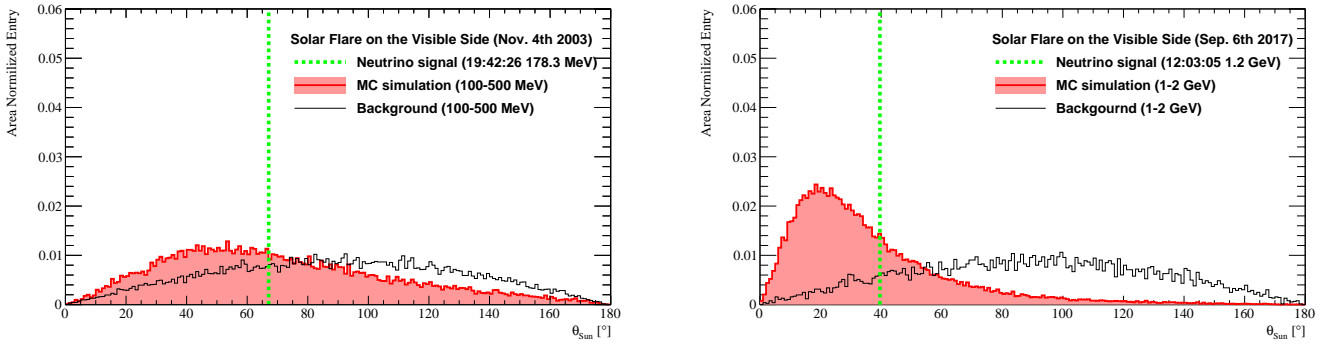 Area Normilized Entry
0.06
0.05
0.04
0.03
0.02
0.01
0
Solar Flare on the Visible Side (Nov. 4th 2003)
Neutrino signal (19:42:26 178.3 MeV)
MC simulation (100-500 MeV)
Background (100-500 MeV)
0 20 40 60 80 100 120 140 160 180
θSun [°]
Area Normilized Entry
0.06
0.05
0.04
0.03
0.02
0.01
0
Solar Flare on the Visible Side (Sep. 6th 2017)
Neutrino signal (12:03:05 1.2 GeV)
MC simulation (1-2 GeV)
Backgournd (1-2 GeV)
0 20 40 60 80 100 120 140 160 180
θSun [°]